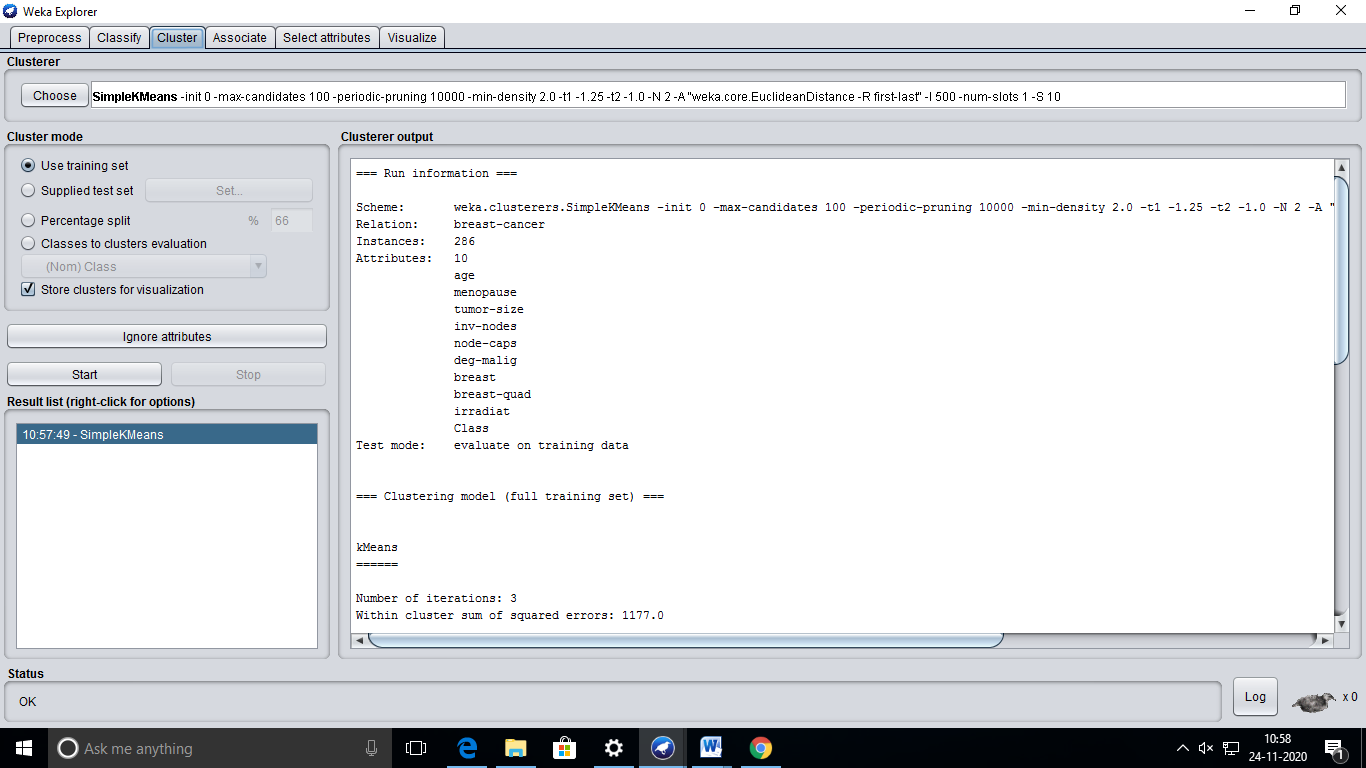 Weka Explorer
Preprocess Classify Cluster Associate Select attributes Visualize
Clusterer
Choose SimpleKMeans -init 0 -max-candidates 100 -periodic-pruning 10000 -min-density 2.0 -t1 -1.25 -t2 -1.0 -N 2 -A "weka.core.EuclideanDistance -R first-last" -I 500 -num-slots 1 -S 10
Cluster mode
Use training set
Supplied test set Set...
Percentage split % 66
Classes to clusters evaluation
(Nom) Class
Store clusters for visualization
Ignore attributes
Start Stop
Result list (right-click for options)
10:57:49 - SimpleKMeans
Clusterer output
=== Run information ===
Scheme: weka.clusterers.SimpleKMeans -init 0 -max-candidates 100 -periodic-pruning 10000 -min-density 2.0 -t1 -1.25 -t2 -1.0 -N 2 -A "
Relation: breast-cancer
Instances: 286
Attributes: 10
age
menopause
tumor-size
inv-nodes
node-caps
deg-malig
breast
breast-quad
irradiat
Class
Test mode: evaluate on training data
=== Clustering model (full training set) ===
kMeans
======
Number of iterations: 3
Within cluster sum of squared errors: 1177.0
Status
OK
Log x 0
Ask me anything
10:58
24-11-2020
1